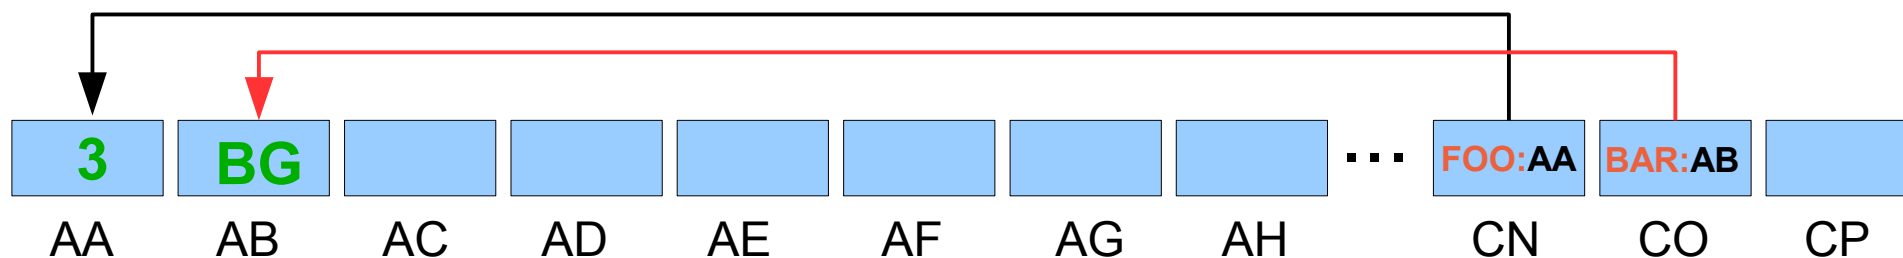 3 BG ... FOO:AA BAR:AB
AA AB AC AD AE AF AG AH CN CO CP